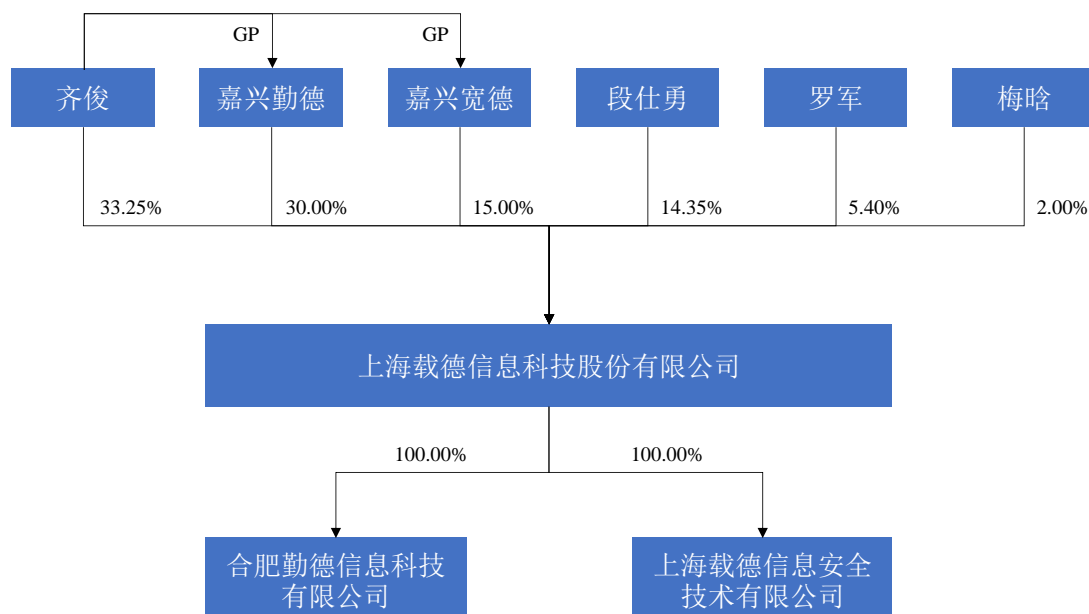 GP
GP
齐俊
嘉兴勤德
嘉兴宽德
段仕勇
罗军
梅晗
33.25%
30.00%
15.00%
14.35%
5.40%
2.00%
上海载德信息科技股份有限公司
100.00%
100.00%
合肥勤德信息科技
有限公司
上海载德信息安全
技术有限公司